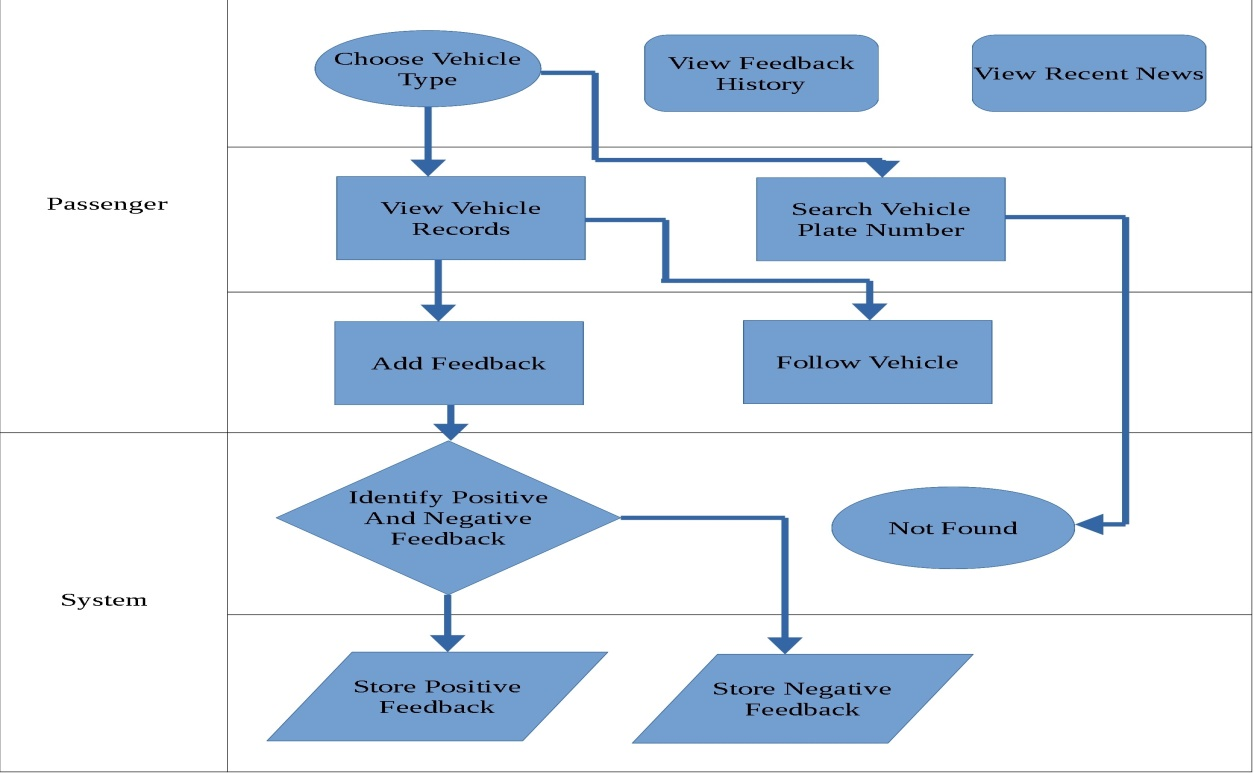 Choose Vehicle
Type
View Feedback
History
View Recent News
Passenger
View Vehicle
Records
Search Vehicle
Plate Number
Add Feedback
Follow Vehicle
Identify Positive
And Negative
Feedback
Not Found
System
Store Positive
Feedback
Store Negative
Feedback